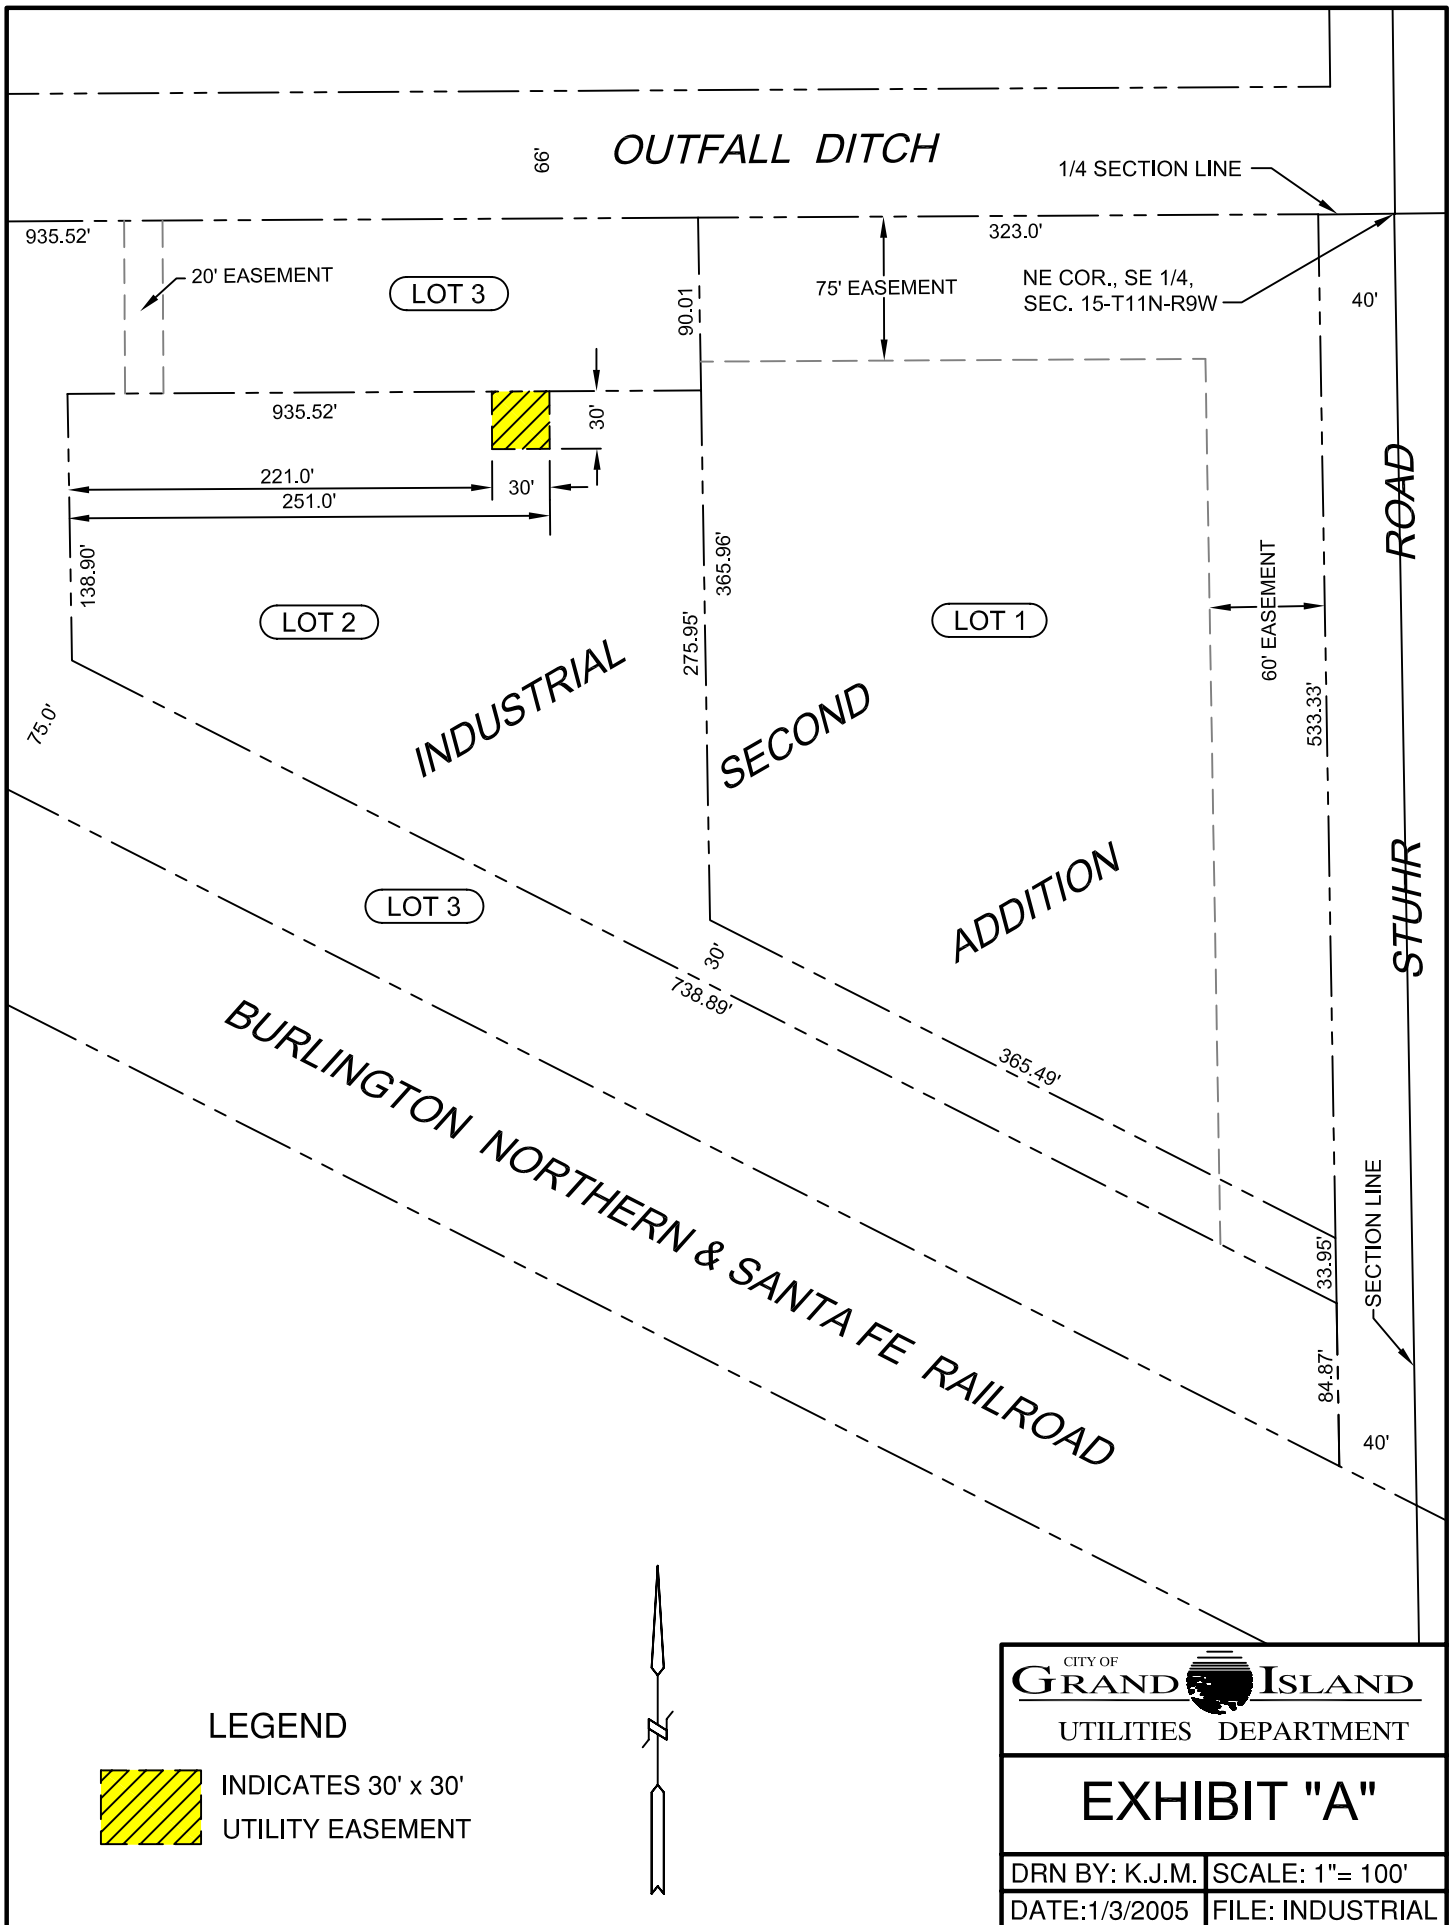 OUTFALL DITCH
66'
1/4 SECTION LINE
935.52'
323.0'
20' EASEMENT
LOT 3
90.01
75' EASEMENT
NE COR., SE 1/4,
SEC. 15-T11N-R9W
40'
935.52'
30'
221.0'
30'
251.0'
138.90'
365.96'
275.95'
LOT 2
LOT 1
60' EASEMENT
533.33'
STUHR ROAD
75.0'
INDUSTRIAL
SECOND
ADDITION
LOT 3
30'
738.89'
365.49'
BURLINGTON NORTHERN & SANTA FE RAILROAD
33.95'
SECTION LINE
84.87'
40'
LEGEND
INDICATES 30' x 30'
UTILITY EASEMENT
CITY OF
GRAND ISLAND
UTILITIES DEPARTMENT
EXHIBIT "A"
DRN BY: K.J.M.
SCALE: 1"= 100'
DATE:1/3/2005
FILE: INDUSTRIAL